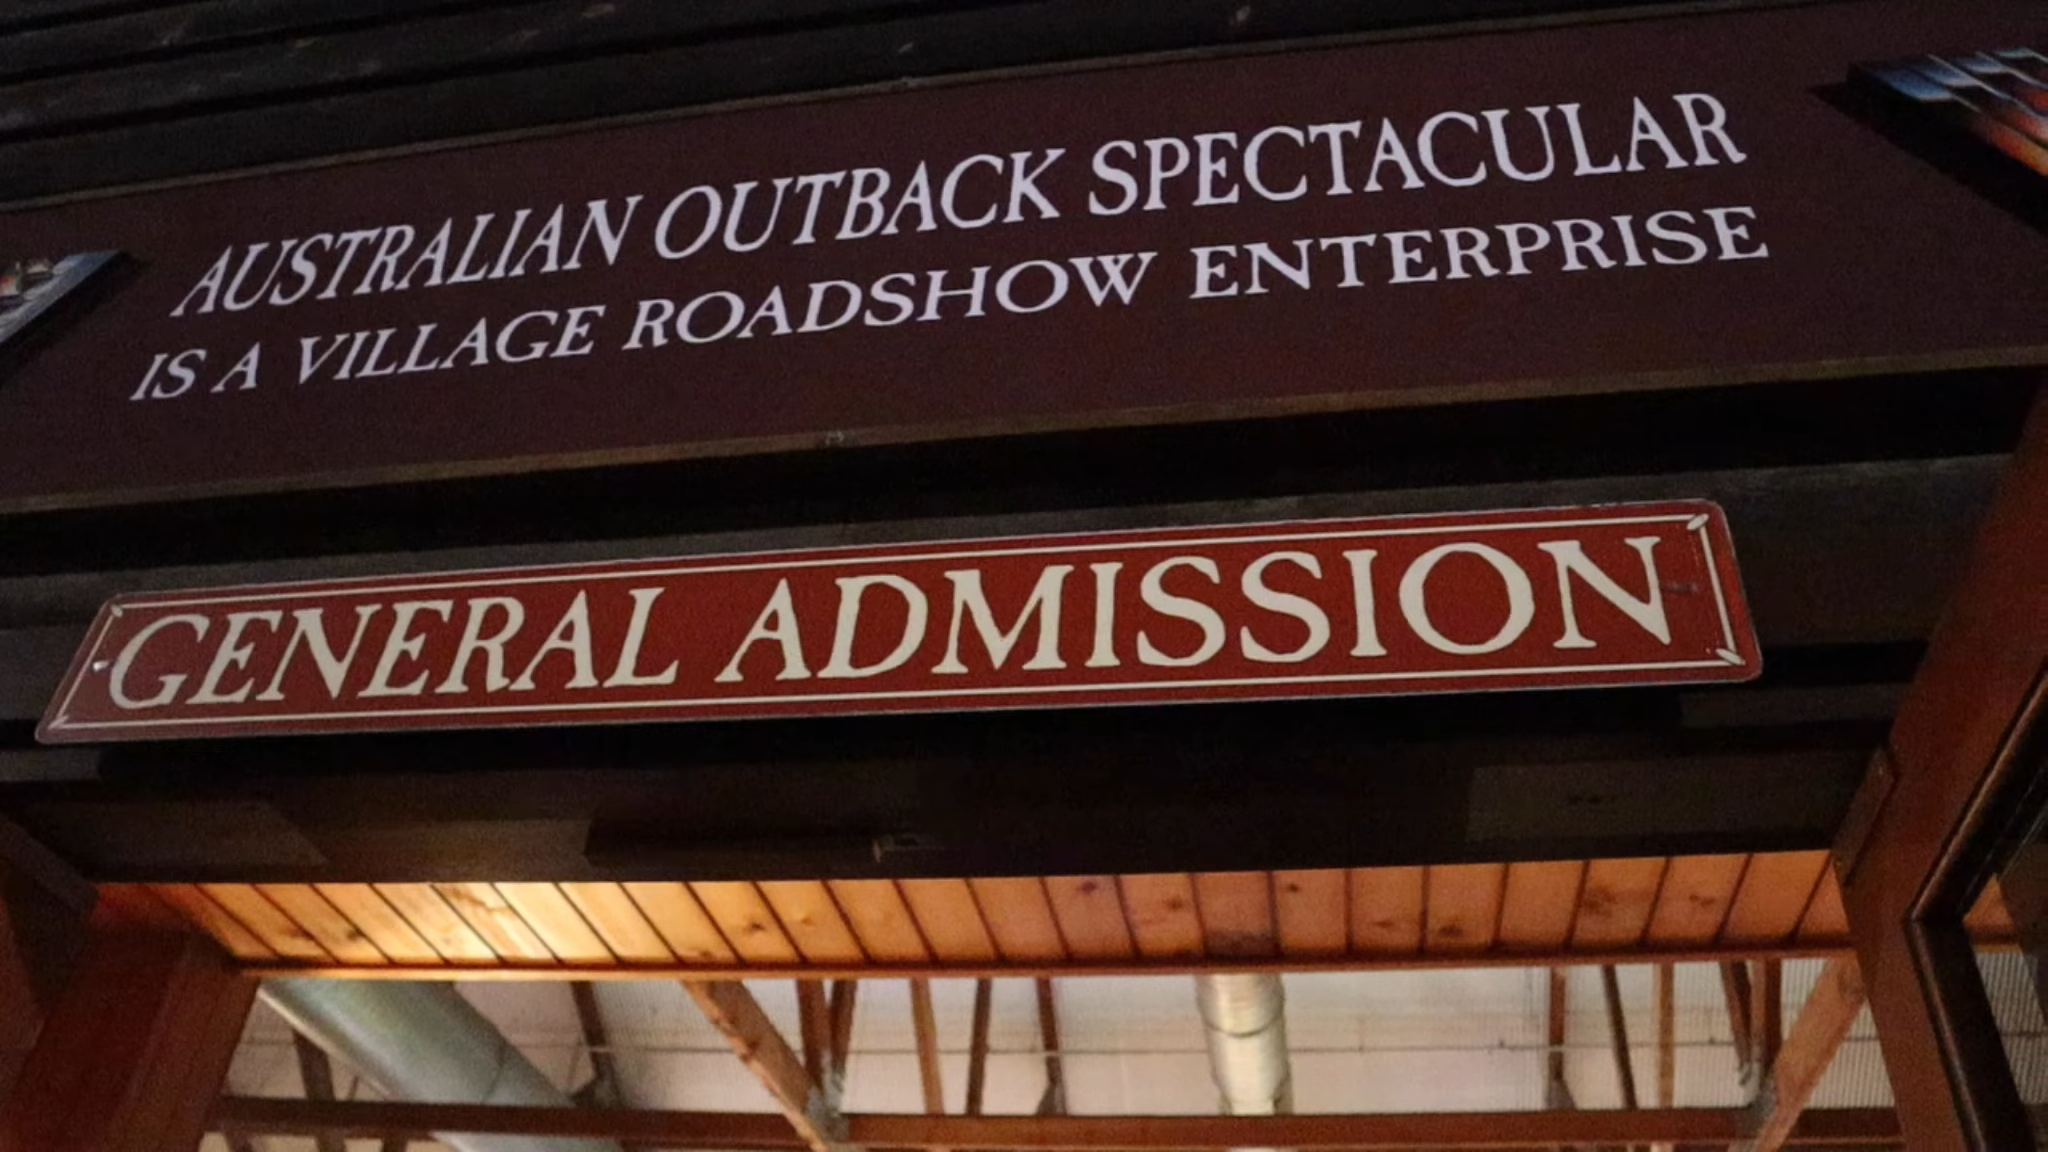 AUSTRALIAN OUTBACK SPECTACULAR
IS A VILLAGE ROADSHOW ENTERPRISE
GENERAL ADMISSION